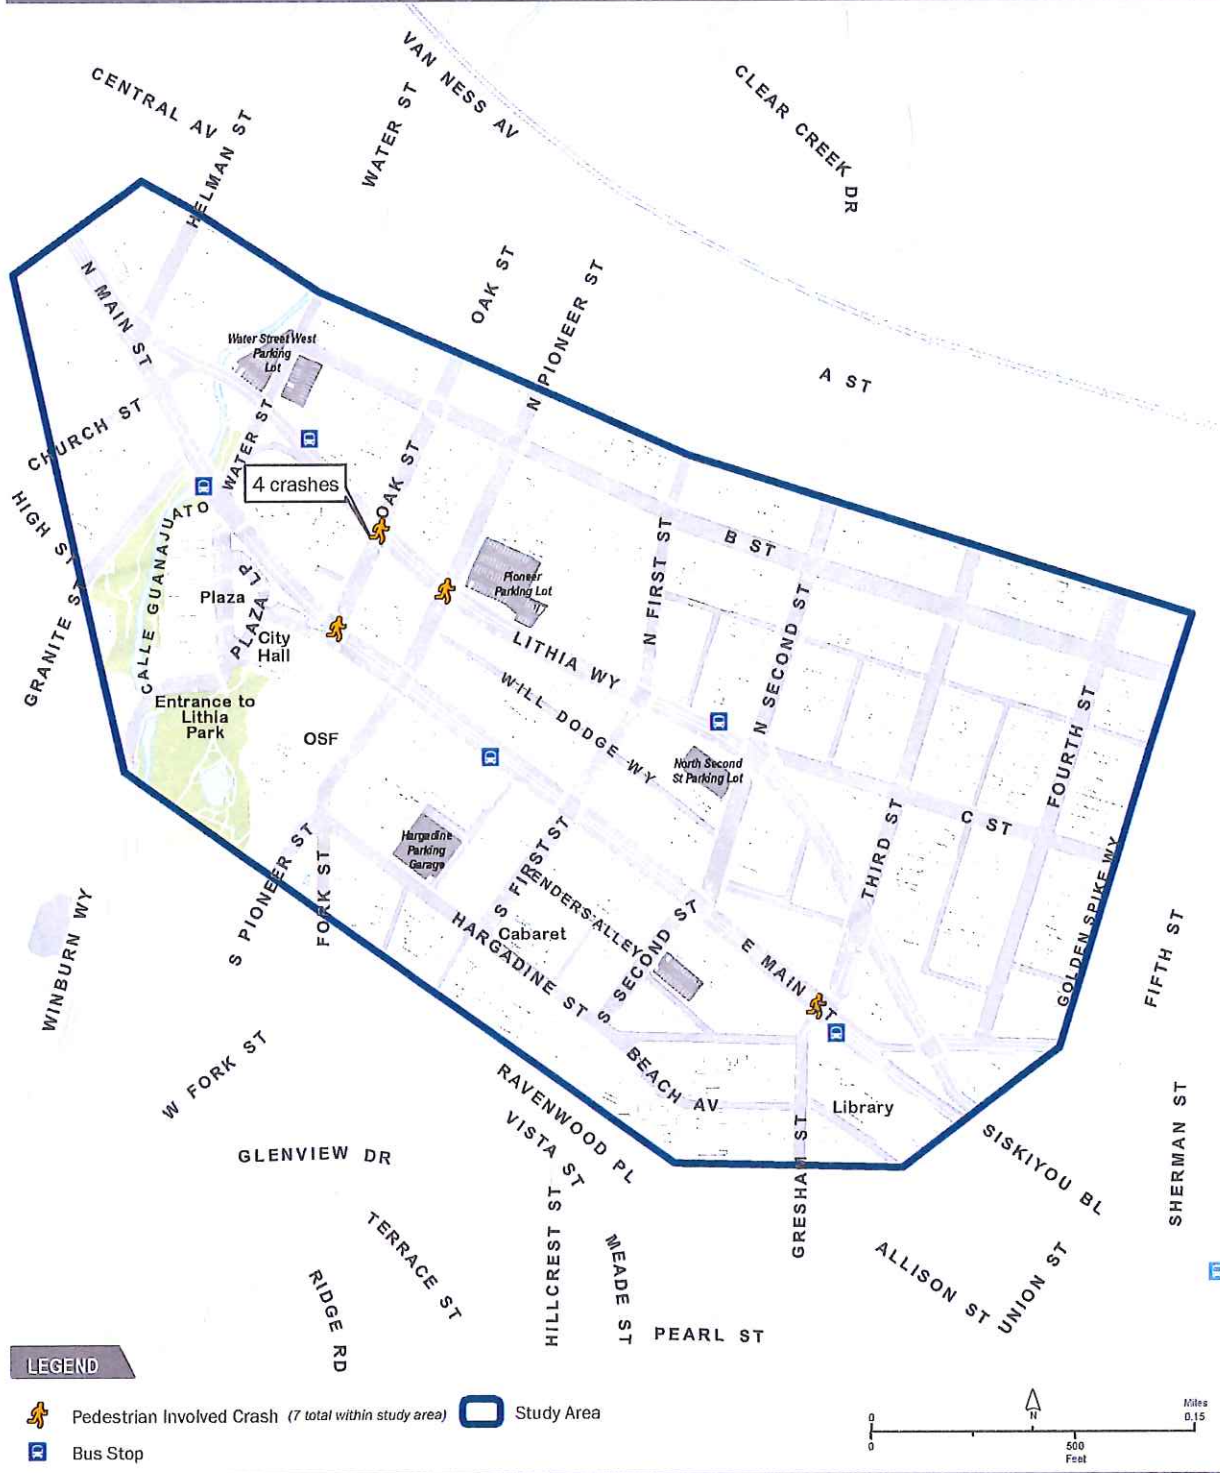 CENTRAL AV
HELMAN ST
WATER ST
VAN NESS AV
CLEAR CREEK DR
OAK ST
N PIONEER ST
A ST
N MAIN ST
Water Street West
Parking
Lot
CHURCH ST
WATER ST
OAK ST
4 crashes
HIGH ST
GRANITE ST
CALLE GUANAJUATO
Plaza
PLAZA LP
City
Hall
Entrance to
Lithia
Park
OSF
Pioneer
Parking Lot
LITHIA WY
WILL DODGE WY
N FIRST ST
B ST
N SECOND ST
North Second
St Parking Lot
FOURTH ST
C ST
THIRD ST
GOLDEN SPIKE WY
FIFTH ST
Hargadine
Parking
Garage
S PIONEER ST
FORK ST
S FIRST ST
ENDERS ALLEY
Cabaret
HARGADINE ST
S SECOND ST
E MAIN ST
WINBURN WY
W FORK ST
BEACH AV
Library
GLENVIEW DR
RAVENWOOD PL
VISTA ST
SISKIYOU BL
SHERMAN ST
GRESHAM ST
HILLCREST ST
TERRACE ST
MEADE ST
ALLISON ST
UNION ST
RIDGE RD
PEARL ST
LEGEND
Pedestrian Involved Crash (7 total within study area)
Study Area
Bus Stop
N
Miles
0 0.15
0 500
Feet